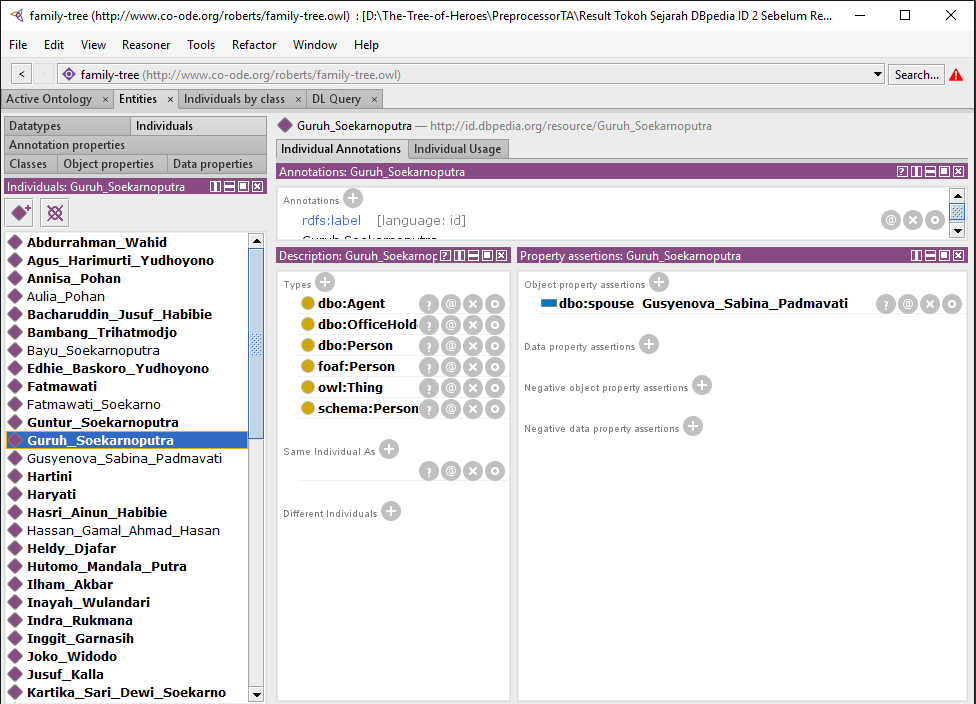 family-tree (http://www.co-ode.org/roberts/family-tree.owl) : [D:\The-Tree-of-Heroes\PreprocessorTA\Result Tokoh Sejarah DBpedia ID 2 Sebelum Re...
File Edit View Reasoner Tools Refactor Window Help
< > family-tree (http://www.co-ode.org/roberts/family-tree.owl) Search...
Active Ontology × Entities × Individuals by class × DL Query ×
Datatypes Individuals
Annotation properties
Classes Object properties Data properties
Individuals: Guruh_Soekarnoputra
Abdurrahman_Wahid
Agus_Harimurti_Yudhoyono
Annisa_Pohan
Aulia_Pohan
Bacharuddin_Jusuf_Habibie
Bambang_Trihatmodjo
Bayu_Soekarnoputra
Edhie_Baskoro_Yudhoyono
Fatmawati
Fatmawati_Soekarno
Guntur_Soekarnoputra
Guruh_Soekarnoputra
Gusyenova_Sabina_Padmavati
Hartini
Haryati
Hasri_Ainun_Habibie
Hassan_Gamal_Ahmad_Hasan
Heldy_Djafar
Hutomo_Mandala_Putra
Ilham_Akbar
Inayah_Wulandari
Indra_Rukmana
Inggit_Garnasih
Joko_Widodo
Jusuf_Kalla
Kartika_Sari_Dewi_Soekarno
Guruh_Soekarnoputra — http://id.dbpedia.org/resource/Guruh_Soekarnoputra
Individual Annotations Individual Usage
Annotations: Guruh_Soekarnoputra
Annotations
rdfs:label [language: id]
Guruh_Soekarnoputra
Description: Guruh_Soekarnop
Types
dbo:Agent
dbo:OfficeHold
dbo:Person
foaf:Person
owl:Thing
schema:Person
Same Individual As
Different Individuals
Property assertions: Guruh_Soekarnoputra
Object property assertions
dbo:spouse Gusyenova_Sabina_Padmavati
Data property assertions
Negative object property assertions
Negative data property assertions